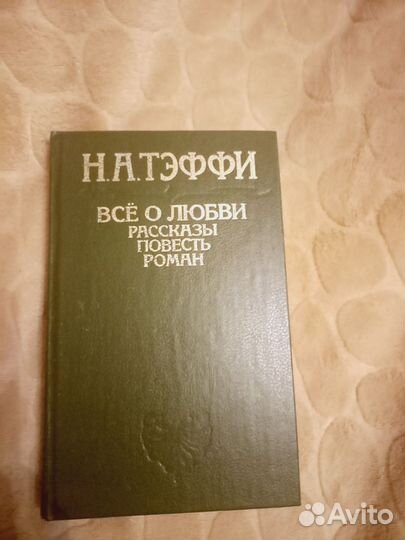 Н.А.ТЭФФИ
ВСЁ О ЛЮБВИ
РАССКАЗЫ
ПОВЕСТЬ
РОМАН
Avito